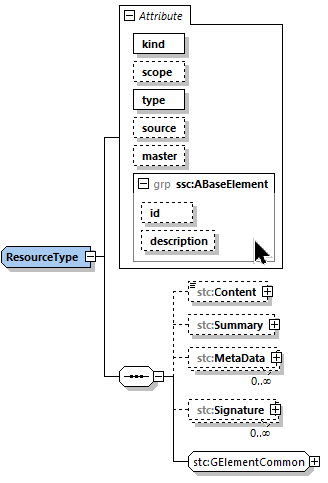 Attribute
kind
scope
type
source
master
grp ssc:ABaseElement
id
description
ResourceType
stc:Content
stc:Summary
stc:MetaData
0..∞
stc:Signature
0..∞
stc:GElementCommon